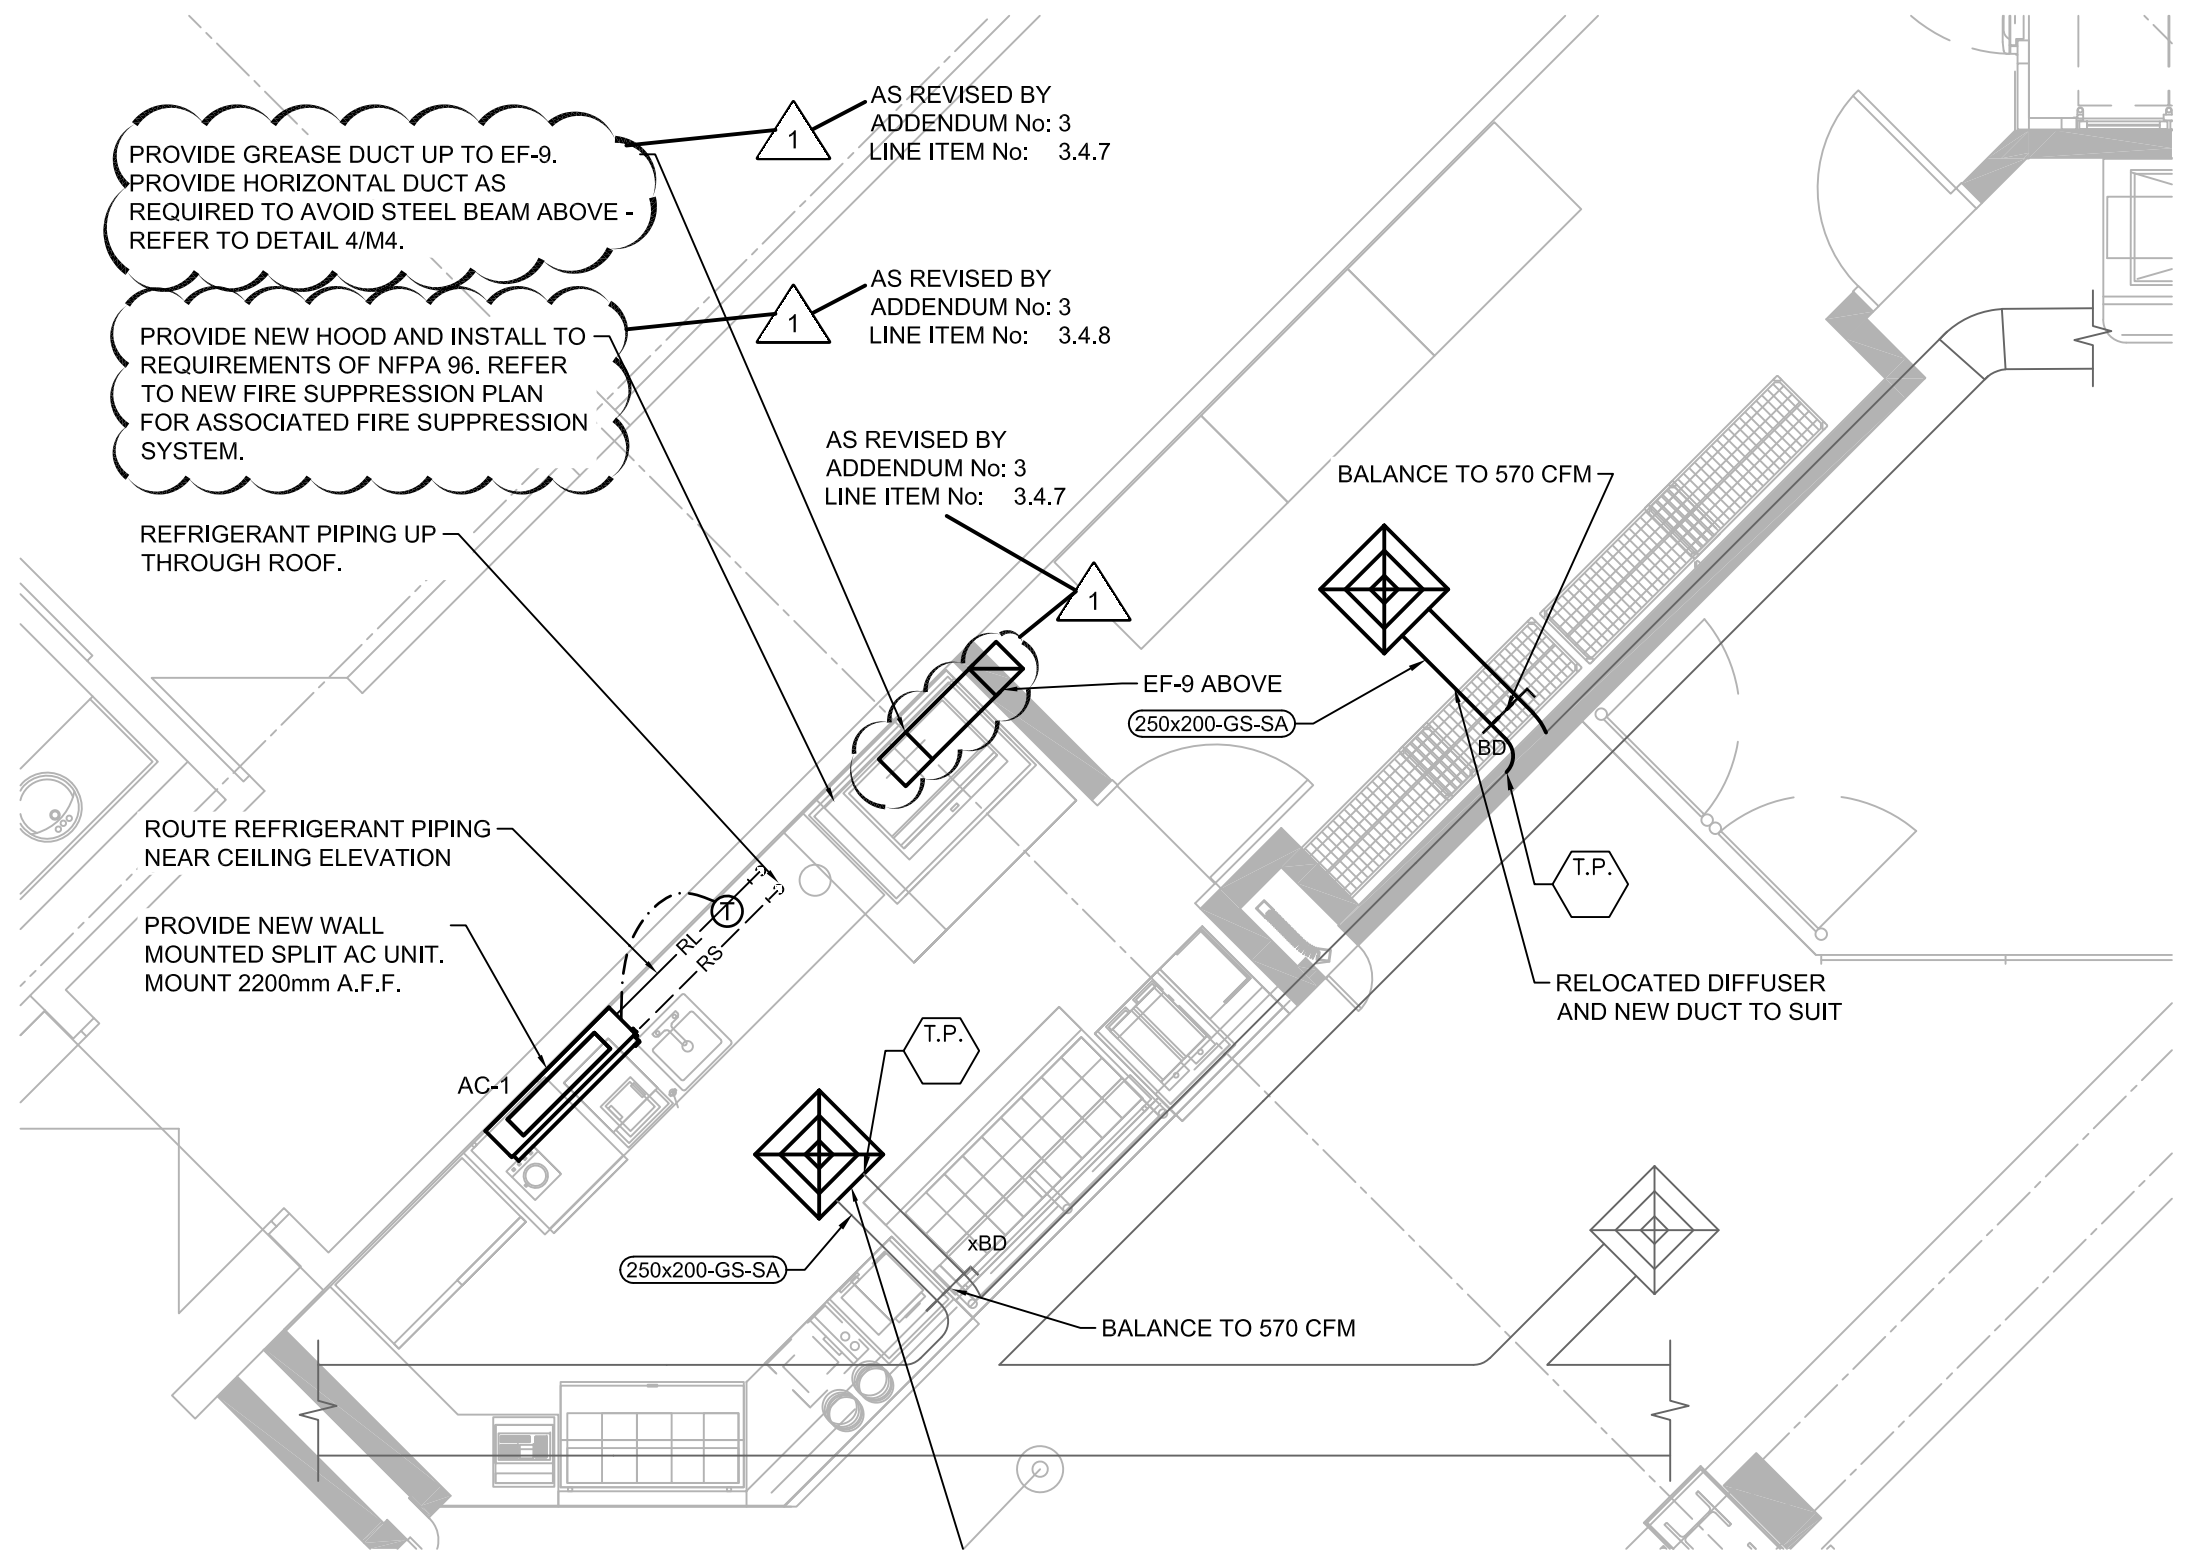 PROVIDE GREASE DUCT UP TO EF-9.
PROVIDE HORIZONTAL DUCT AS
REQUIRED TO AVOID STEEL BEAM ABOVE -
REFER TO DETAIL 4/M4.
1
AS REVISED BY
ADDENDUM No: 3
LINE ITEM No: 3.4.7
PROVIDE NEW HOOD AND INSTALL TO
REQUIREMENTS OF NFPA 96. REFER
TO NEW FIRE SUPPRESSION PLAN
FOR ASSOCIATED FIRE SUPPRESSION
SYSTEM.
1
AS REVISED BY
ADDENDUM No: 3
LINE ITEM No: 3.4.8
AS REVISED BY
ADDENDUM No: 3
LINE ITEM No: 3.4.7
1
BALANCE TO 570 CFM
REFRIGERANT PIPING UP
THROUGH ROOF.
EF-9 ABOVE
250x200-GS-SA
BD
T.P.
ROUTE REFRIGERANT PIPING
NEAR CEILING ELEVATION
T
RL
RS
PROVIDE NEW WALL
MOUNTED SPLIT AC UNIT.
MOUNT 2200mm A.F.F.
RELOCATED DIFFUSER
AND NEW DUCT TO SUIT
AC-1
T.P.
xBD
250x200-GS-SA
BALANCE TO 570 CFM